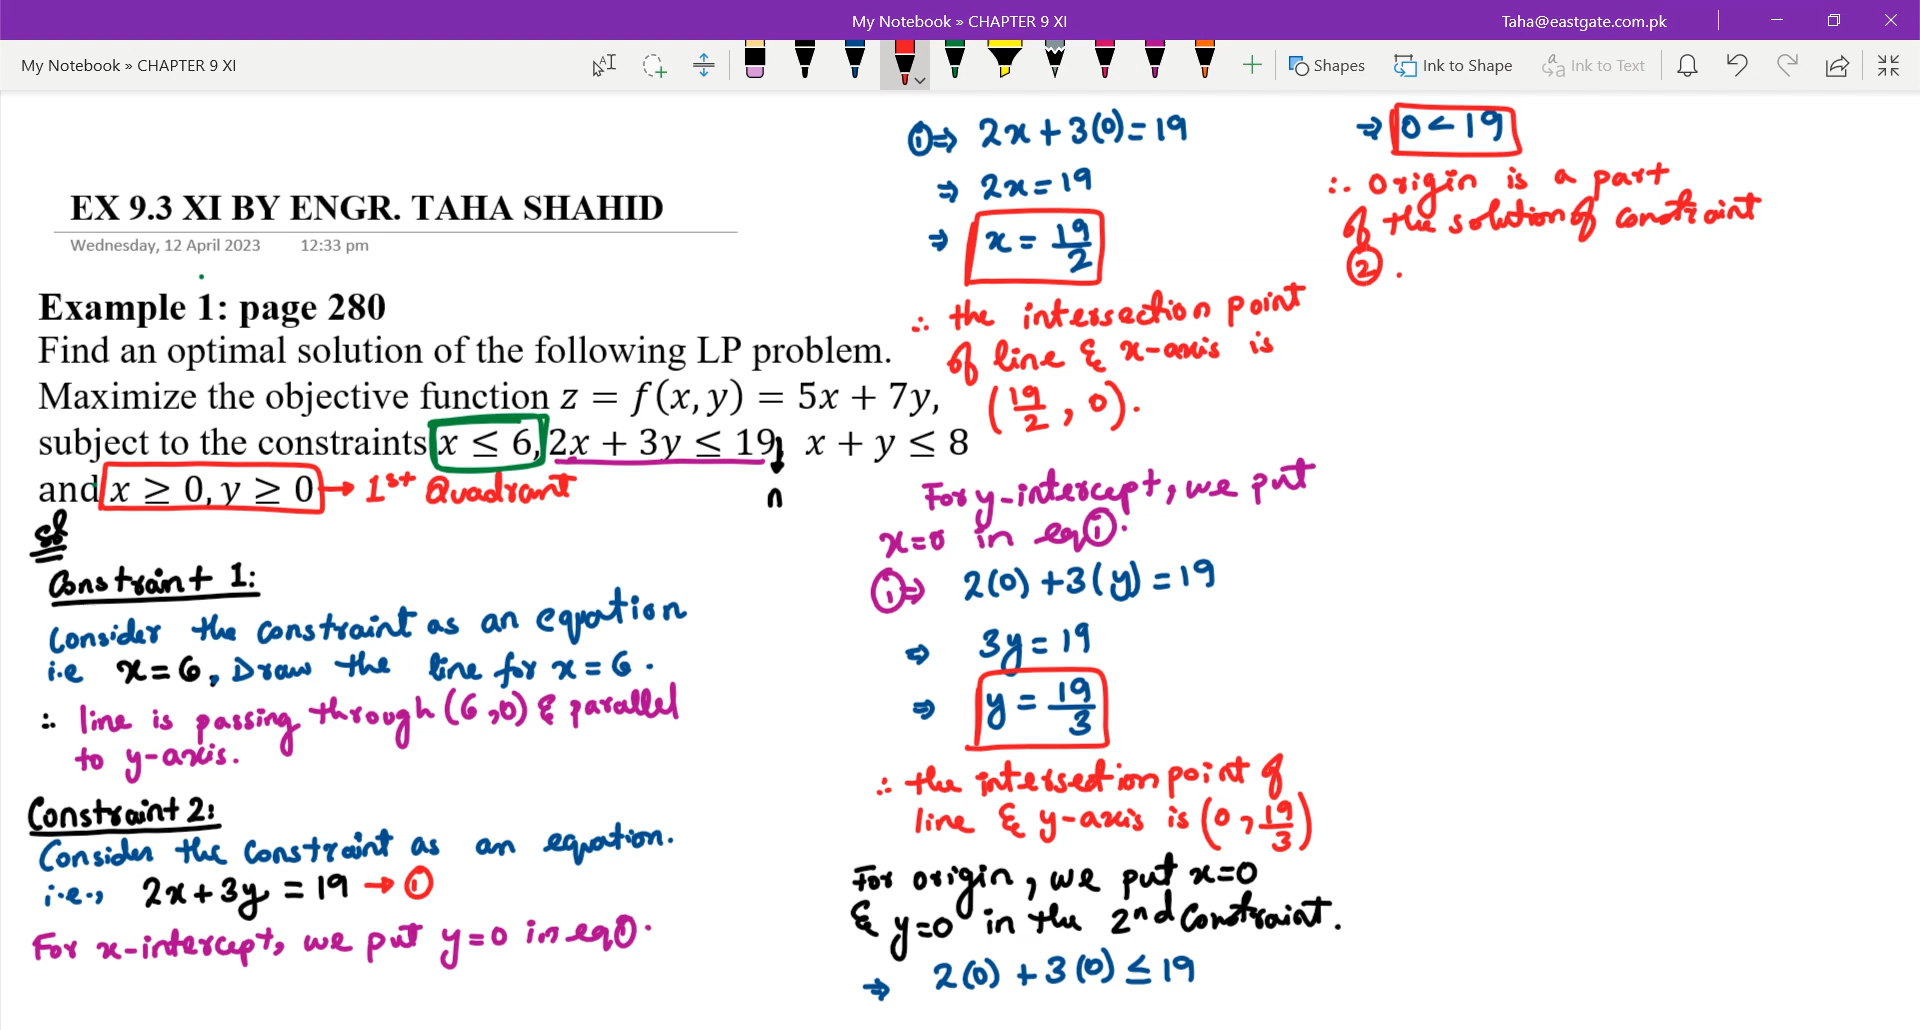 My Notebook » CHAPTER 9 XI
Taha@eastgate.com.pk
My Notebook » CHAPTER 9 XI
Shapes
Ink to Shape
Ink to Text
EX 9.3 XI BY ENGR. TAHA SHAHID
Wednesday, 12 April 2023 12:33 pm
Example 1: page 280
Find an optimal solution of the following LP problem.
Maximize the objective function z = f(x, y) = 5x + 7y,
subject to the constraints x ≤ 6, 2x + 3y ≤ 19, x + y ≤ 8
and x ≥ 0, y ≥ 0 → 1st Quadrant
Sol
Constraint 1:
Consider the constraint as an equation
i.e x = 6, Draw the line for x = 6.
∴ line is passing through (6,0) & parallel
to y-axis.
Constraint 2:
Consider the constraint as an equation.
i.e., 2x + 3y = 19 → ①
For x-intercept, we put y=0 in eq ①.
① ⇒ 2x + 3(0) = 19
⇒ 2x = 19
⇒ x = 19/2
∴ the intersection point
of line & x-axis is
(19/2, 0).
For y-intercept, we put
x=0 in eq ①.
① ⇒ 2(0) + 3(y) = 19
⇒ 3y = 19
⇒ y = 19/3
∴ the intersection point of
line & y-axis is (0, 19/3)
For origin, we put x=0
& y=0 in the 2nd constraint.
⇒ 2(0) + 3(0) ≤ 19
⇒ 0 < 19
∴ Origin is a part
of the solution of constraint
②.